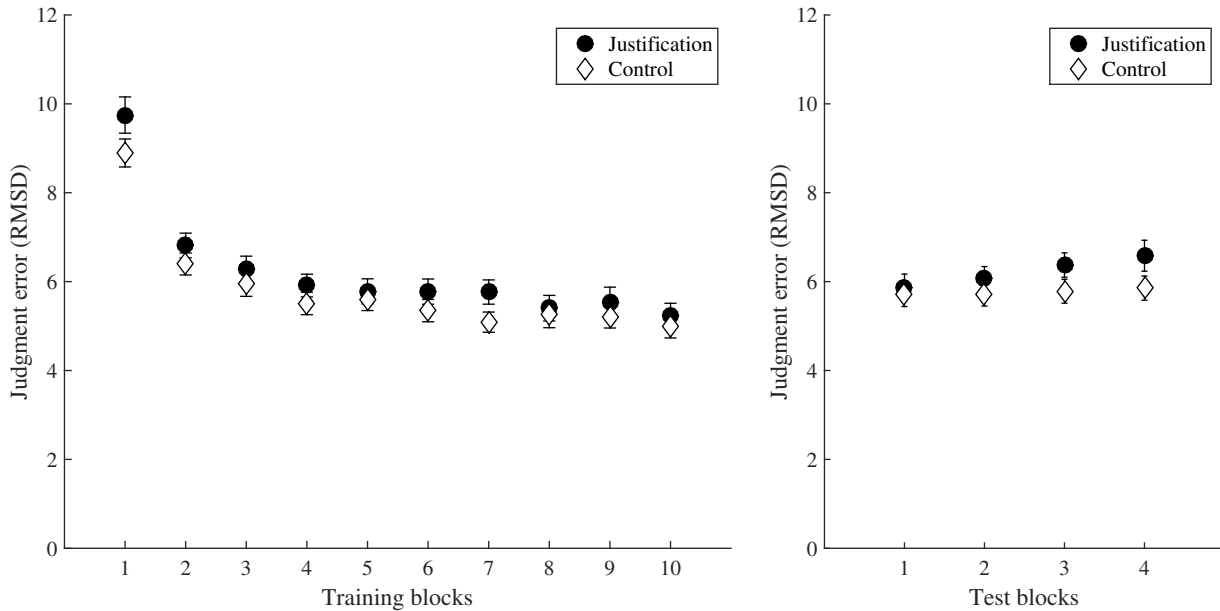 12
10
8
6
4
2
0
Judgment error (RMSD)
Justification
Control
1 2 3 4 5 6 7 8 9 10
Training blocks
12
10
8
6
4
2
0
Judgment error (RMSD)
Justification
Control
1 2 3 4
Test blocks